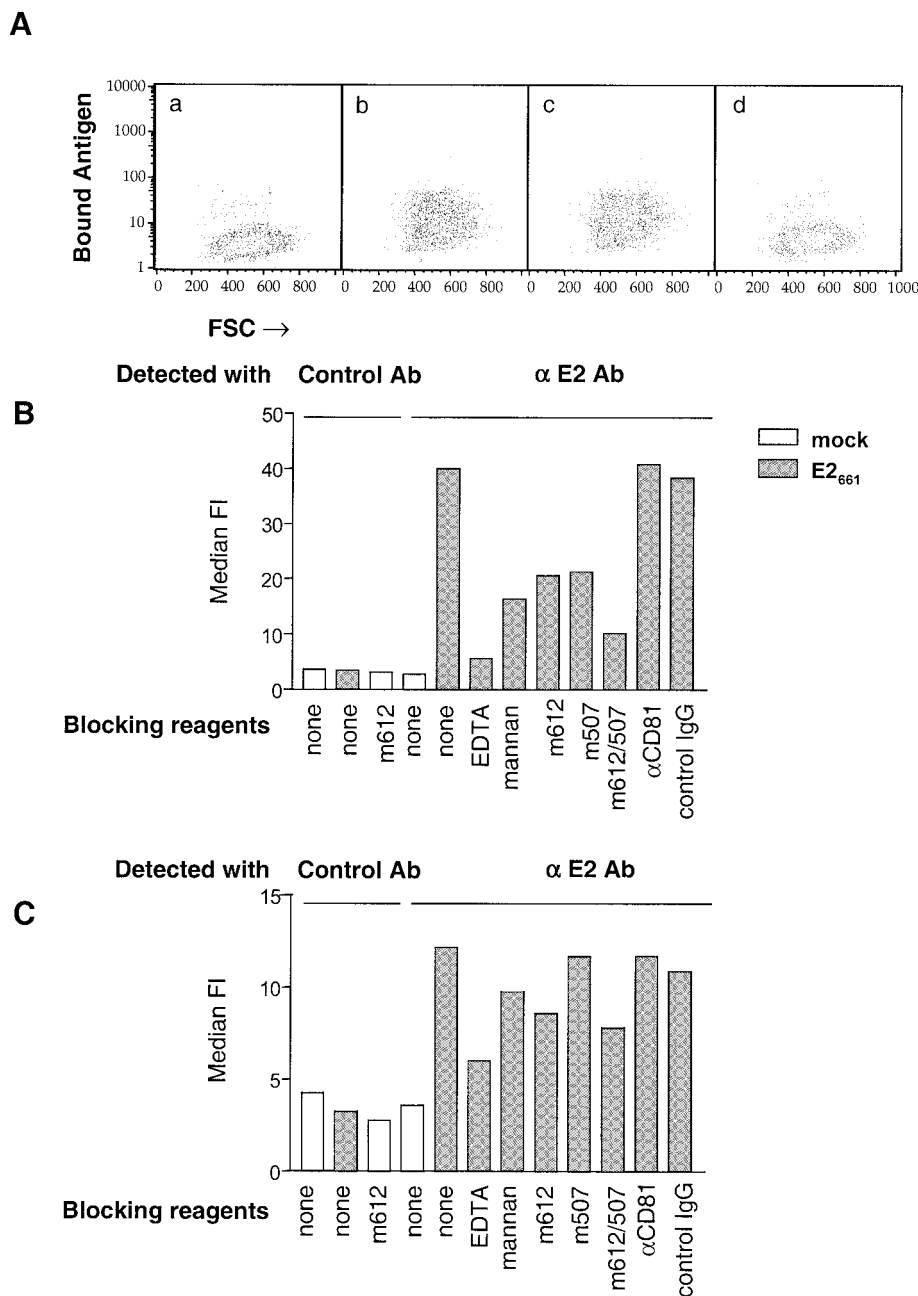 A
a b c d
10000
1000
100
10
1
Bound Antigen
0 200 400 600 800 0 200 400 600 800 0 200 400 600 800 0 200 400 600 800 1000
FSC →
Detected with Control Ab α E2 Ab
B
50
40
30
20
10
0
Median FI
mock
E2₆₆₁
Blocking reagents none none m612 none none EDTA mannan m612 m507 m612/507 αCD81 control IgG
Detected with Control Ab α E2 Ab
C
15
10
5
0
Median FI
Blocking reagents none none m612 none none EDTA mannan m612 m507 m612/507 αCD81 control IgG